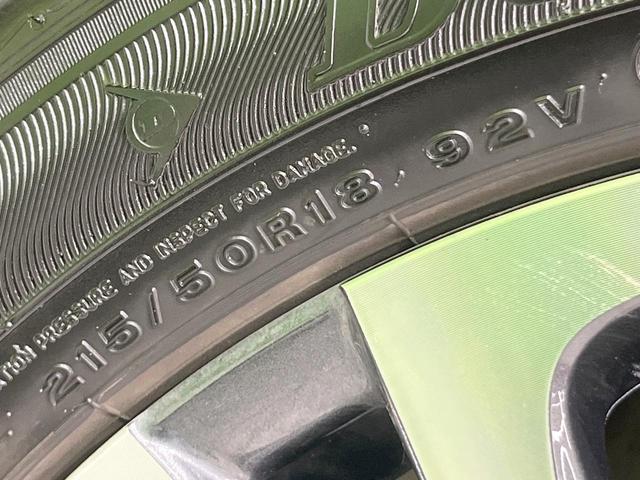 PRESSURE AND INSPECT FOR DAMAGE.
215/50R18 92V